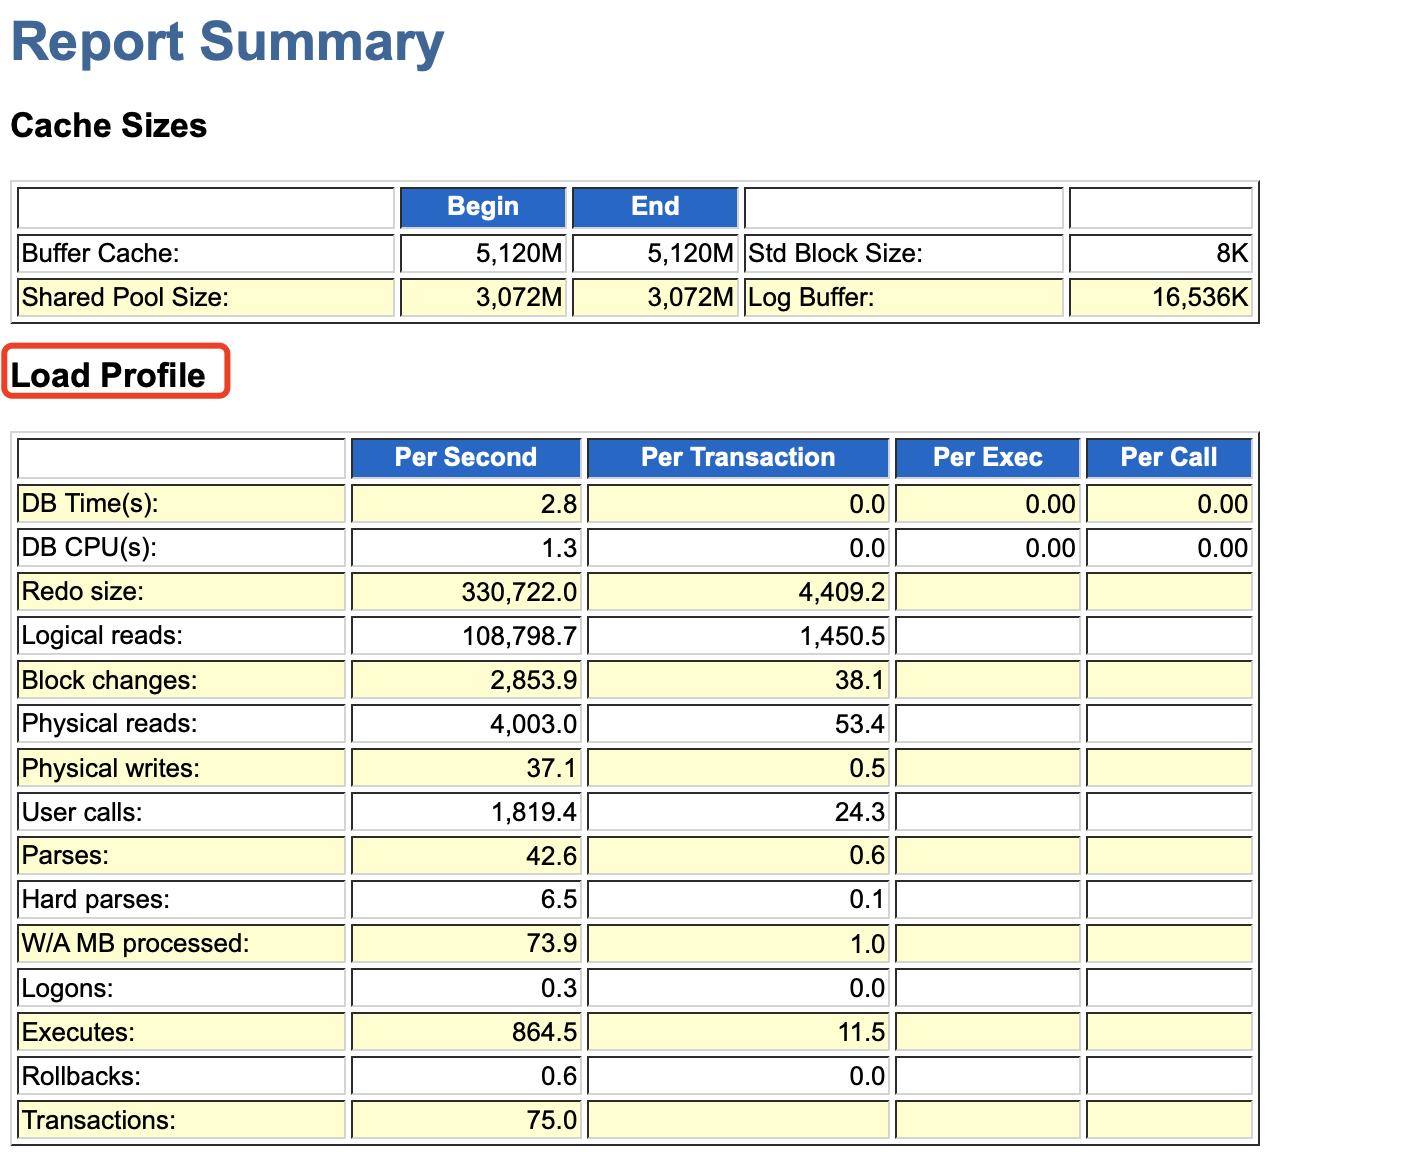 Report Summary
Cache Sizes
Begin End
Buffer Cache: 5,120M 5,120M Std Block Size: 8K
Shared Pool Size: 3,072M 3,072M Log Buffer: 16,536K
Load Profile
Per Second Per Transaction Per Exec Per Call
DB Time(s): 2.8 0.0 0.00 0.00
DB CPU(s): 1.3 0.0 0.00 0.00
Redo size: 330,722.0 4,409.2
Logical reads: 108,798.7 1,450.5
Block changes: 2,853.9 38.1
Physical reads: 4,003.0 53.4
Physical writes: 37.1 0.5
User calls: 1,819.4 24.3
Parses: 42.6 0.6
Hard parses: 6.5 0.1
W/A MB processed: 73.9 1.0
Logons: 0.3 0.0
Executes: 864.5 11.5
Rollbacks: 0.6 0.0
Transactions: 75.0